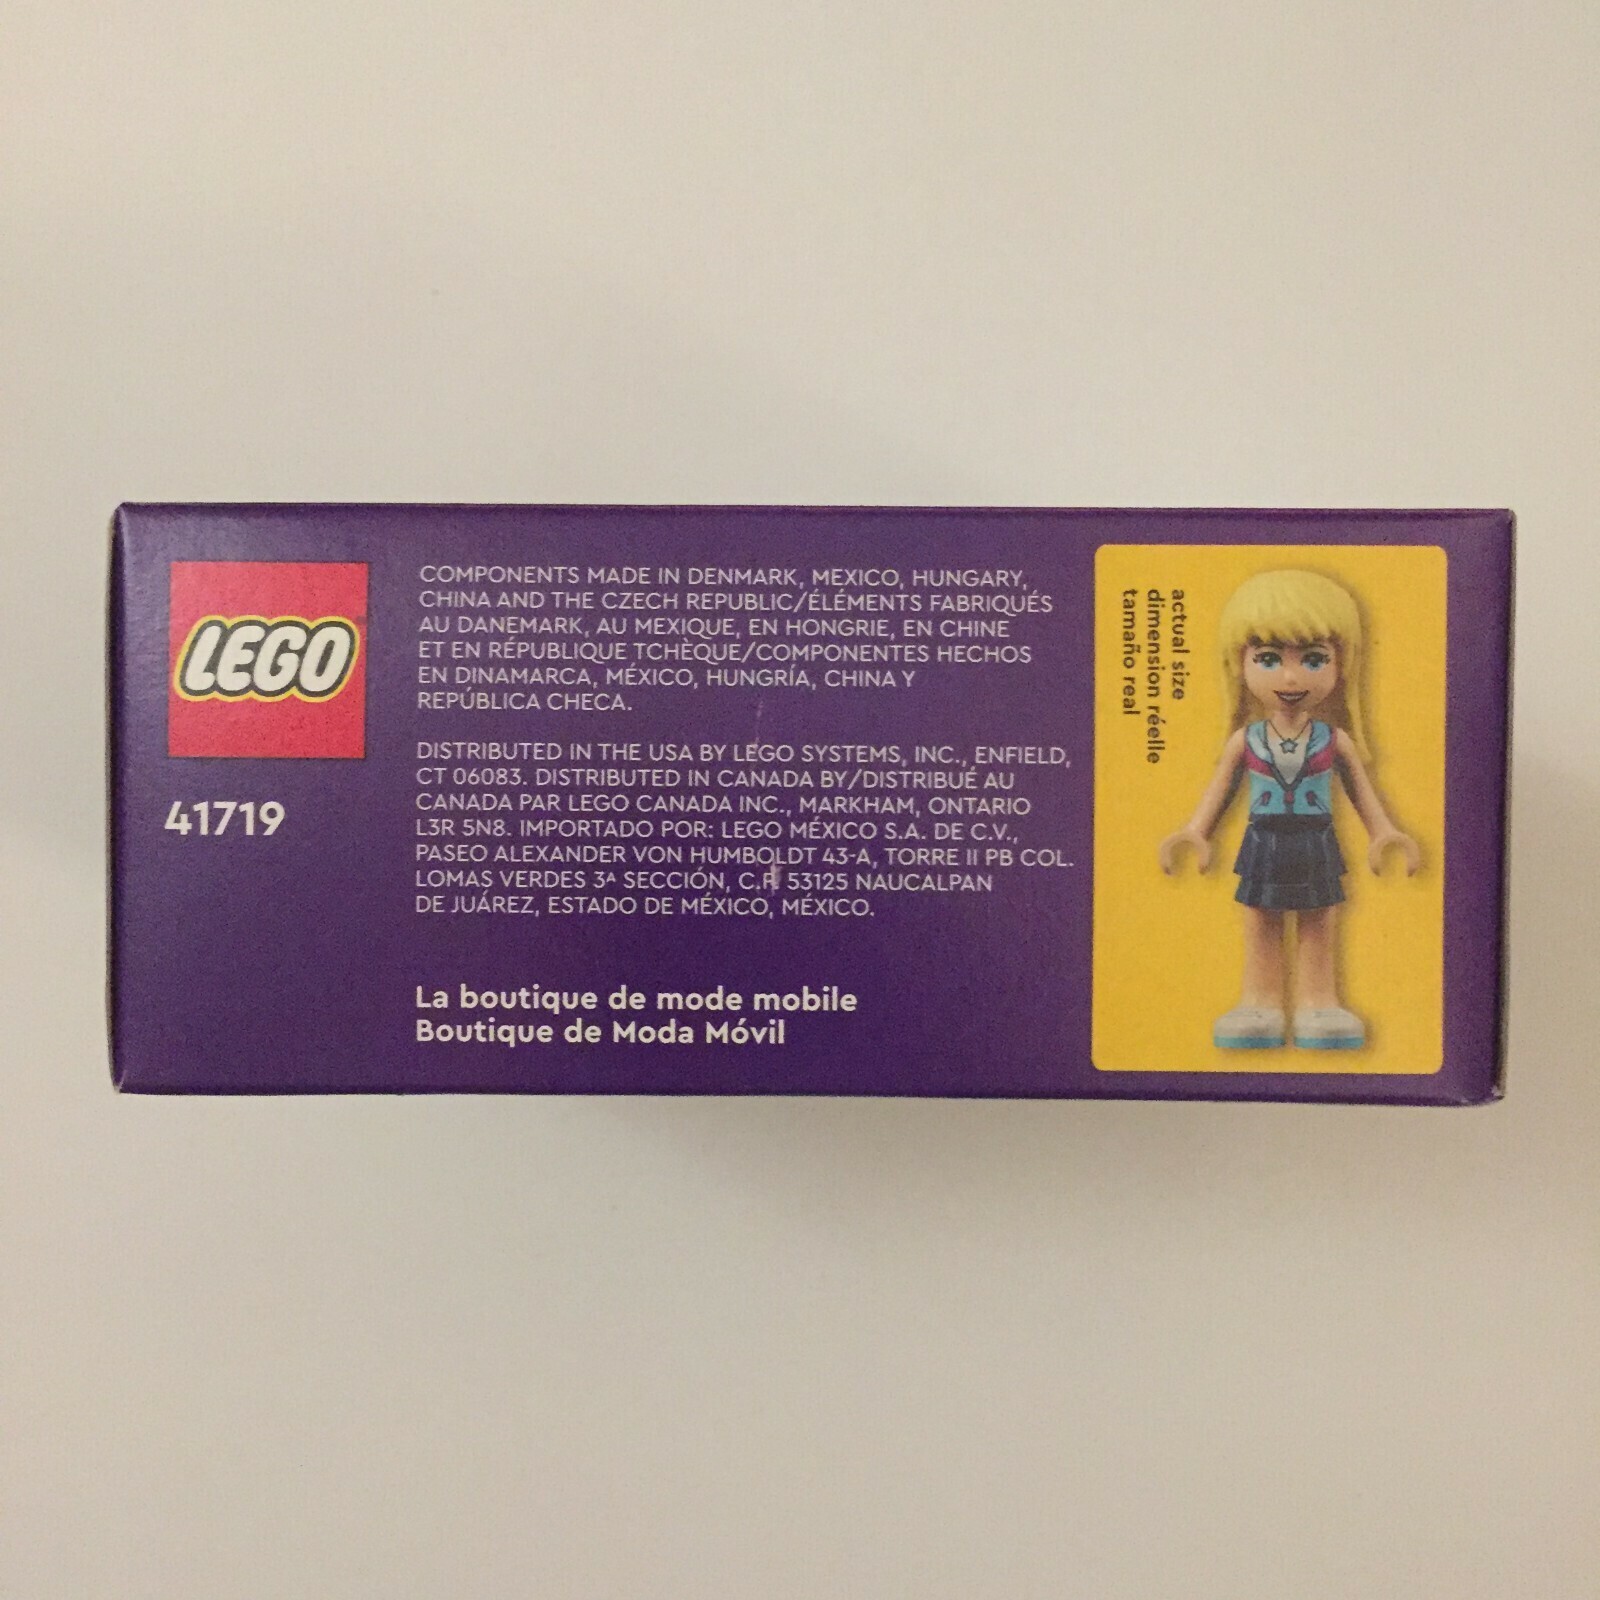 LEGO
41719
COMPONENTS MADE IN DENMARK, MEXICO, HUNGARY,
CHINA AND THE CZECH REPUBLIC/ÉLÉMENTS FABRIQUÉS
AU DANEMARK, AU MEXIQUE, EN HONGRIE, EN CHINE
ET EN RÉPUBLIQUE TCHÈQUE/COMPONENTES HECHOS
EN DINAMARCA, MÉXICO, HUNGRÍA, CHINA Y
REPÚBLICA CHECA.
DISTRIBUTED IN THE USA BY LEGO SYSTEMS, INC., ENFIELD,
CT 06083. DISTRIBUTED IN CANADA BY/DISTRIBUÉ AU
CANADA PAR LEGO CANADA INC., MARKHAM, ONTARIO
L3R 5N8. IMPORTADO POR: LEGO MÉXICO S.A. DE C.V.,
PASEO ALEXANDER VON HUMBOLDT 43-A, TORRE II PB COL.
LOMAS VERDES 3ᴬ SECCIÓN, C.P. 53125 NAUCALPAN
DE JUÁREZ, ESTADO DE MÉXICO, MÉXICO.
La boutique de mode mobile
Boutique de Moda Móvil
actual size
dimension réelle
tamaño real